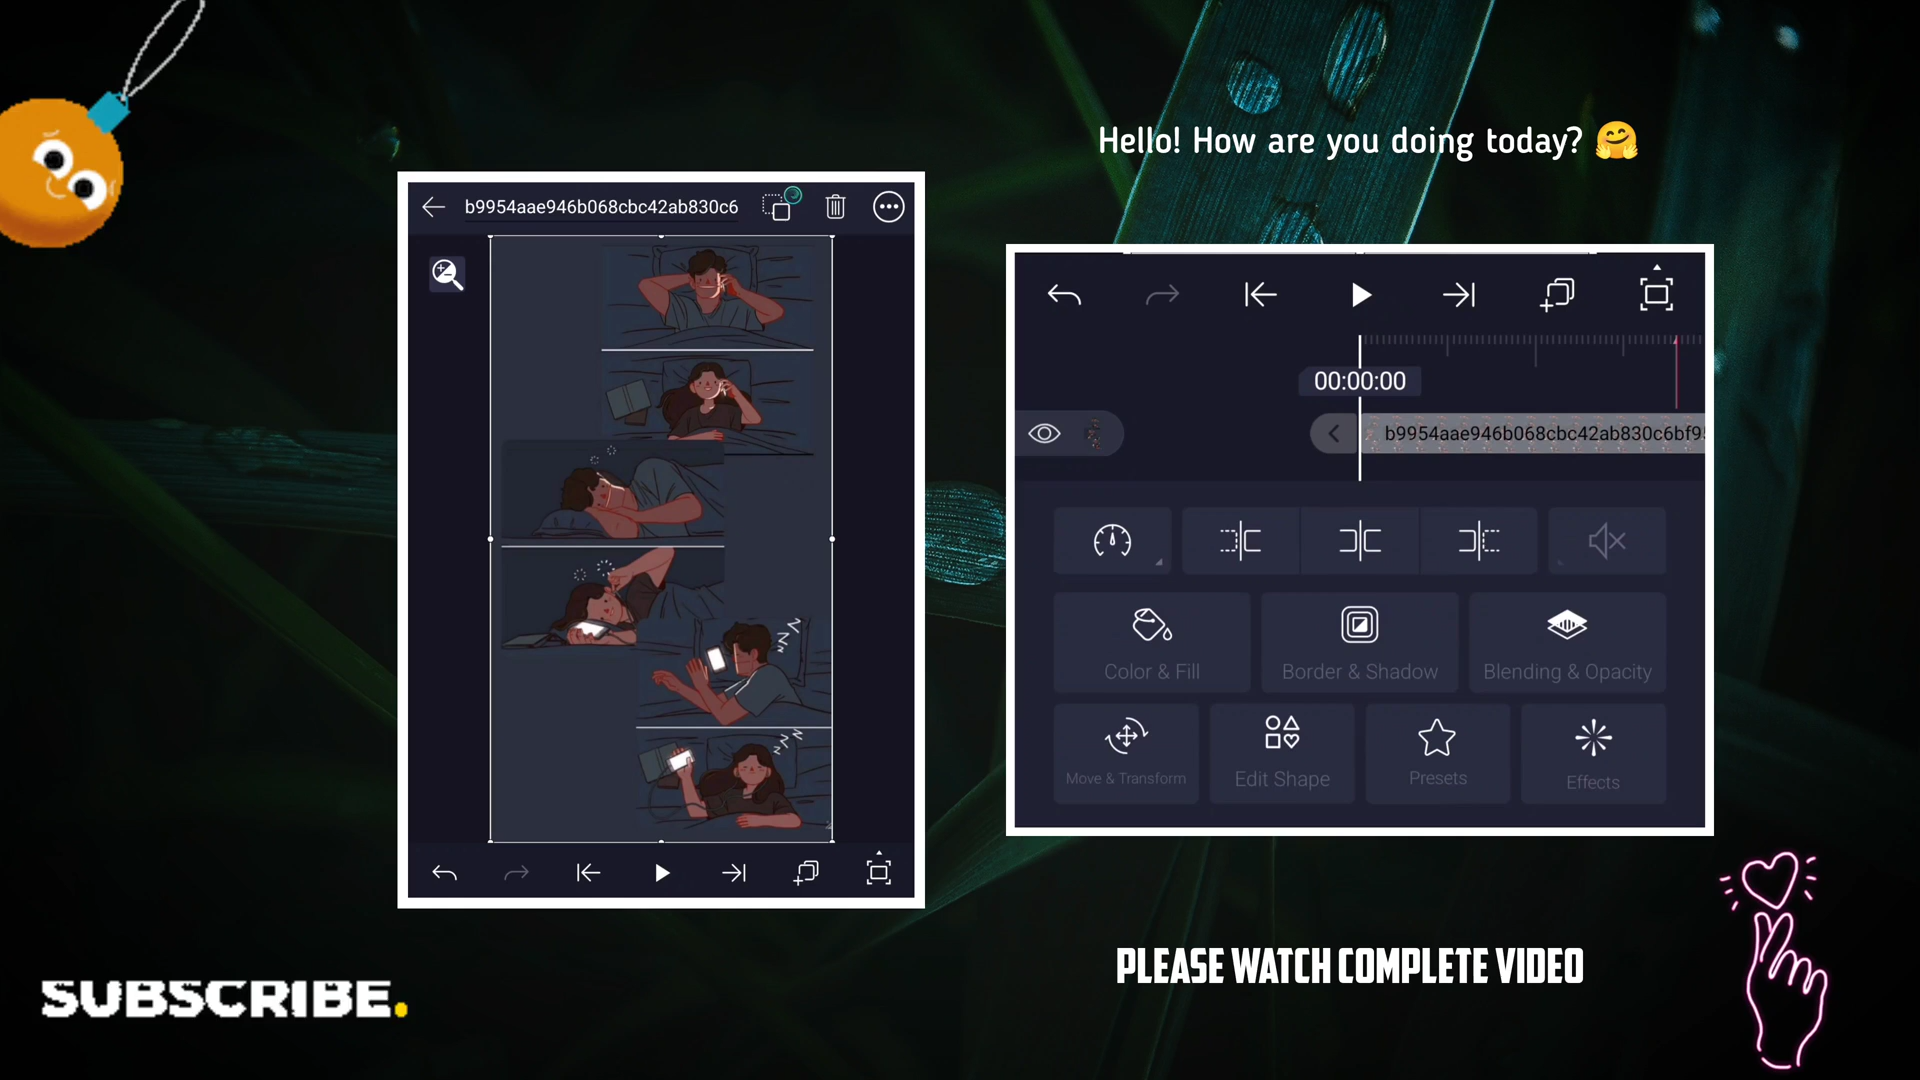 Hello! How are you doing today? 🤗
b9954aae946b068cbc42ab830c6
00:00:00
b9954aae946b068cbc42ab830c6bf9
Color & Fill
Border & Shadow
Blending & Opacity
Move & Transform
Edit Shape
Presets
Effects
PLEASE WATCH COMPLETE VIDEO
SUBSCRIBE.